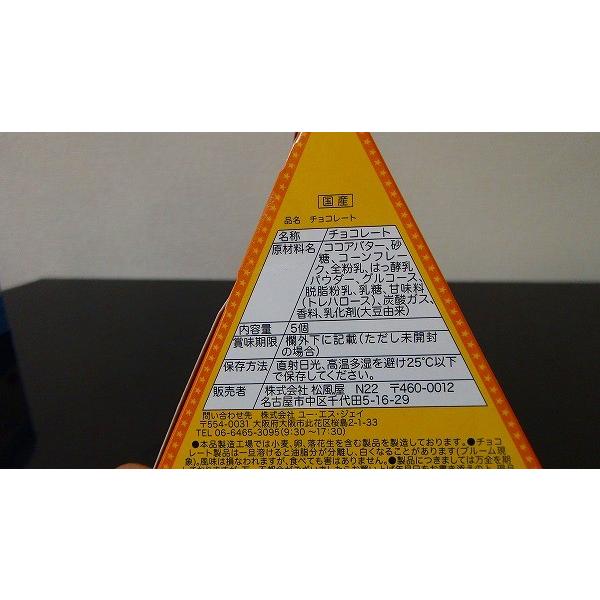 国産
品名 チョコレート
名称 チョコレート
原材料名 ココアバター、砂
糖、コーンフレー
ク、全粉乳、はっ酵乳
パウダー、グルコース、
脱脂粉乳、乳糖、甘味料
(トレハロース)、炭酸ガス、
香料、乳化剤(大豆由来)
内容量 5個
賞味期限 欄外下に記載(ただし未開封
の場合)
保存方法 直射日光、高温多湿を避け25℃以下
で保存してください。
販売者 株式会社 松風屋 N22 〒460-0012
名古屋市中区千代田5-16-29
問い合わせ先 株式会社 ユー・エス・ジェイ
〒554-0031 大阪府大阪市此花区桜島2-1-33
TEL 06-6465-3095(9:30 〜17:30)
●本品製造工場では小麦、卵、落花生を含む製品を製造しております。●チョコ
レート製品は一旦溶けると油脂分が分離し、白くなることがあります(ブルーム現
象)。風味は損なわれますが、食べても害はありません。●製品につきましては万全を期